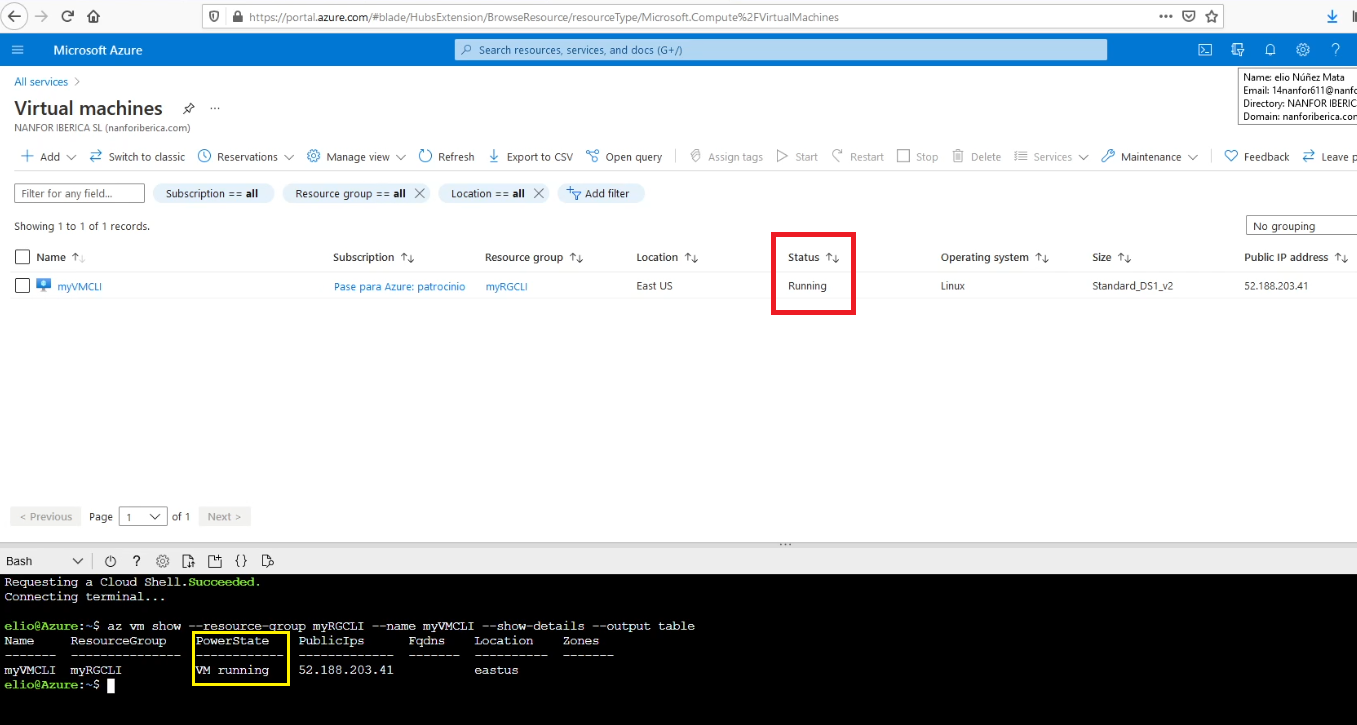 https://portal.azure.com/#blade/HubsExtension/BrowseResource/resourceType/Microsoft.Compute%2FVirtualMachines
Microsoft Azure
Search resources, services, and docs (G+/)
All services >
Name: elio Núñez Mata
Email: 14nanfor611@nanfo
Directory: NANFOR IBERIC
Domain: nanforiberica.com
Virtual machines ...
NANFOR IBERICA SL (nanforiberica.com)
Add Switch to classic Reservations Manage view Refresh Export to CSV Open query Assign tags Start Restart Stop Delete Services Maintenance Feedback Leave p
Filter for any field... Subscription == all Resource group == all Location == all Add filter
Showing 1 to 1 of 1 records.
No grouping
Name Subscription Resource group Location Status Operating system Size Public IP address
myVMCLI Pase para Azure: patrocinio myRGCLI East US Running Linux Standard_DS1_v2 52.188.203.41
< Previous Page 1 of 1 Next >
Bash ? {}
Requesting a Cloud Shell.Succeeded.
Connecting terminal...
elio@Azure:~$ az vm show --resource-group myRGCLI --name myVMCLI --show-details --output table
Name ResourceGroup PowerState PublicIps Fqdns Location Zones
------- --------------- ------------ ------------- ------- ---------- -------
myVMCLI myRGCLI VM running 52.188.203.41 eastus
elio@Azure:~$